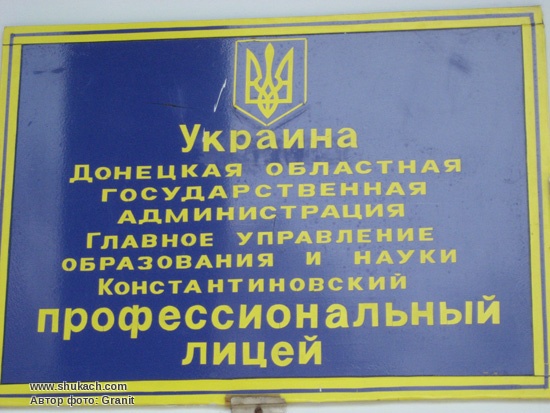 Украина
Донецкая областная
государственная
администрация
Главное управление
образования и науки
Константиновский
профессиональный
лицей
www.shukach.com
Автор фото: Granit